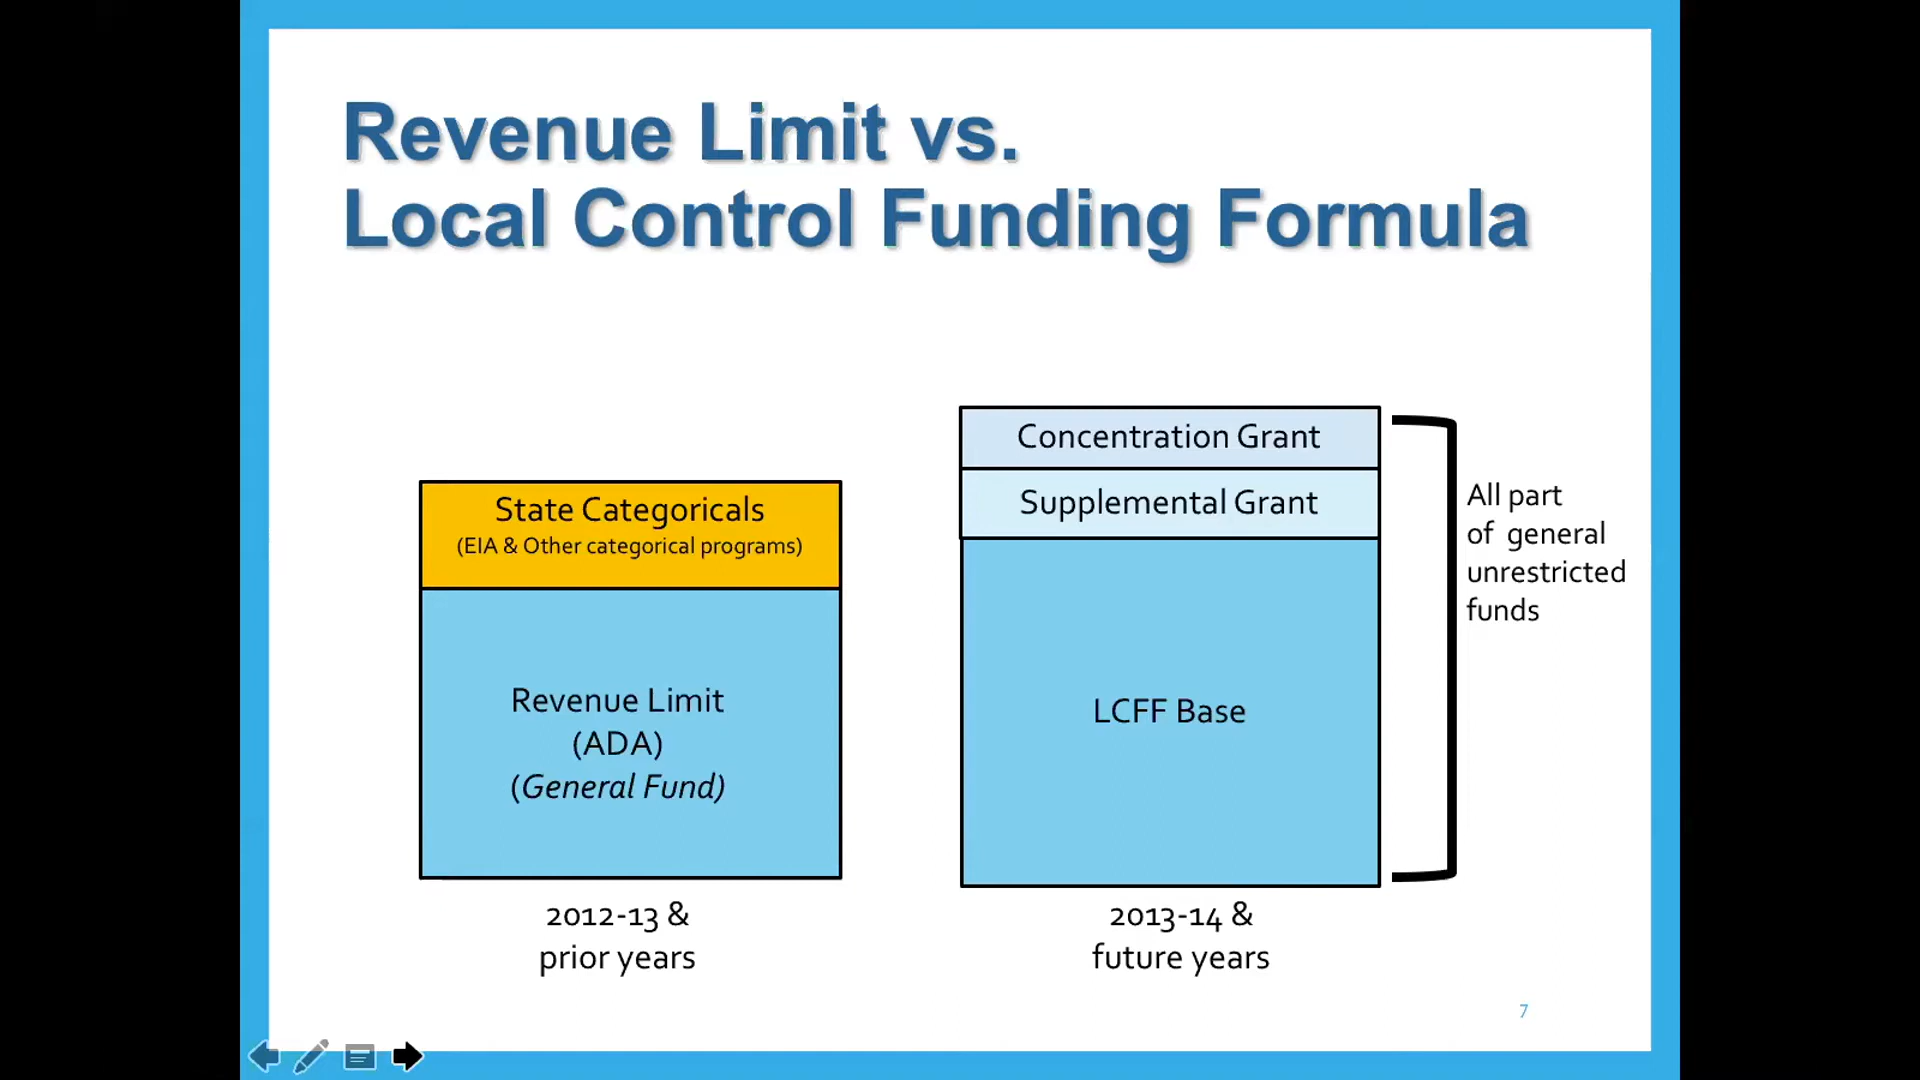 Revenue Limit vs.
Local Control Funding Formula
State Categoricals
(EIA & Other categorical programs)
Revenue Limit
(ADA)
(General Fund)
2012-13 &
prior years
Concentration Grant
Supplemental Grant
LCFF Base
2013-14 &
future years
All part
of general
unrestricted
funds
7